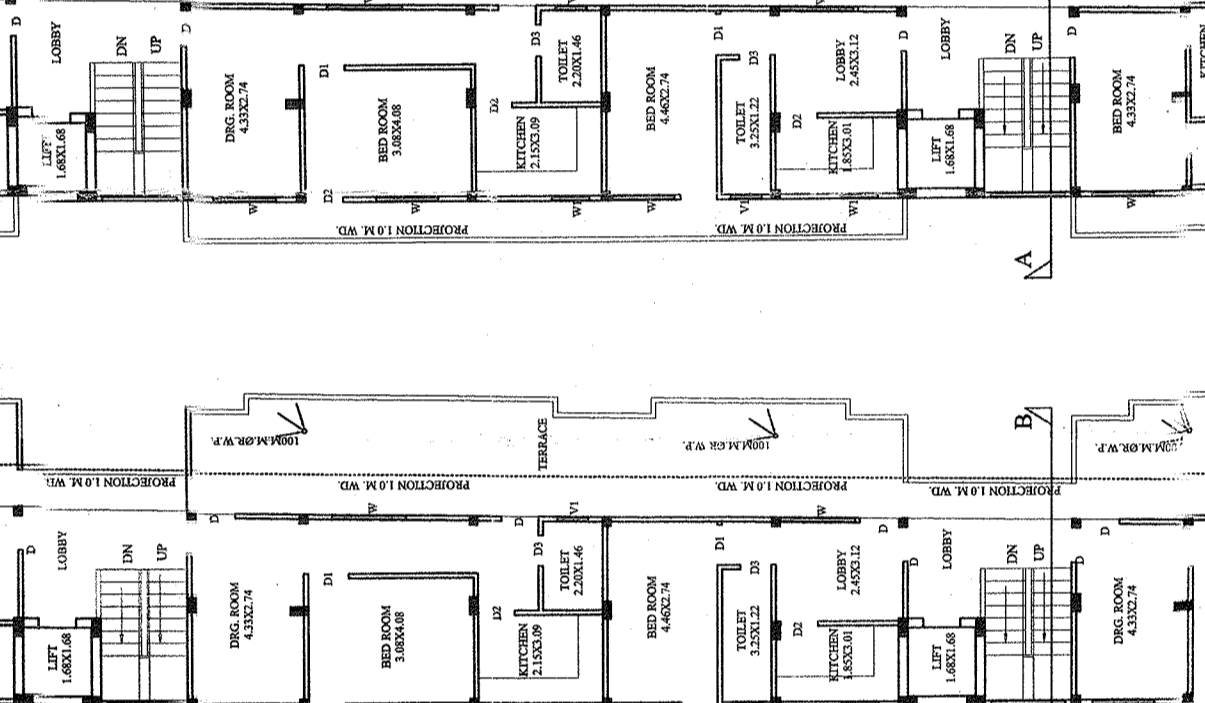 D
LOBBY
DN
UP
D
LIFT
1.68X1.68
DRG. ROOM
4.33X2.74
D1
BED ROOM
3.08X4.08
D2
D2
KITCHEN
2.15X3.09
D3
TOILET
2.20X1.46
BED ROOM
4.46X2.74
D1
D3
TOILET
3.25X1.22
D2
LOBBY
2.45X3.12
KITCHEN
1.85X3.01
D
LOBBY
DN
UP
D
LIFT
1.68X1.68
BED ROOM
4.33X2.74
KITCHEN
W
W
W1
W
V1
W1
W
PROJECTION 1.0 M. WD.
PROJECTION 1.0 M. WD.
A
B
100M.M.ØR.W.P.
TERRACE
100M.M.ØR.W.P.
M.M.ØR.W.P.
PROJECTION 1.0 M. WD.
PROJECTION 1.0 M. WD.
PROJECTION 1.0 M. WD.
PROJECTION 1.0 M. WD.
D
LOBBY
DN
UP
D
LIFT
1.68X1.68
DRG. ROOM
4.33X2.74
D1
W
BED ROOM
3.08X4.08
D
D2
KITCHEN
2.15X3.09
D3
V1
TOILET
2.20X1.46
BED ROOM
4.46X2.74
D1
D3
TOILET
3.25X1.22
D2
W
LOBBY
2.45X3.12
KITCHEN
1.85X3.01
D
D
LOBBY
DN
UP
D
LIFT
1.68X1.68
D
DRG. ROOM
4.33X2.74